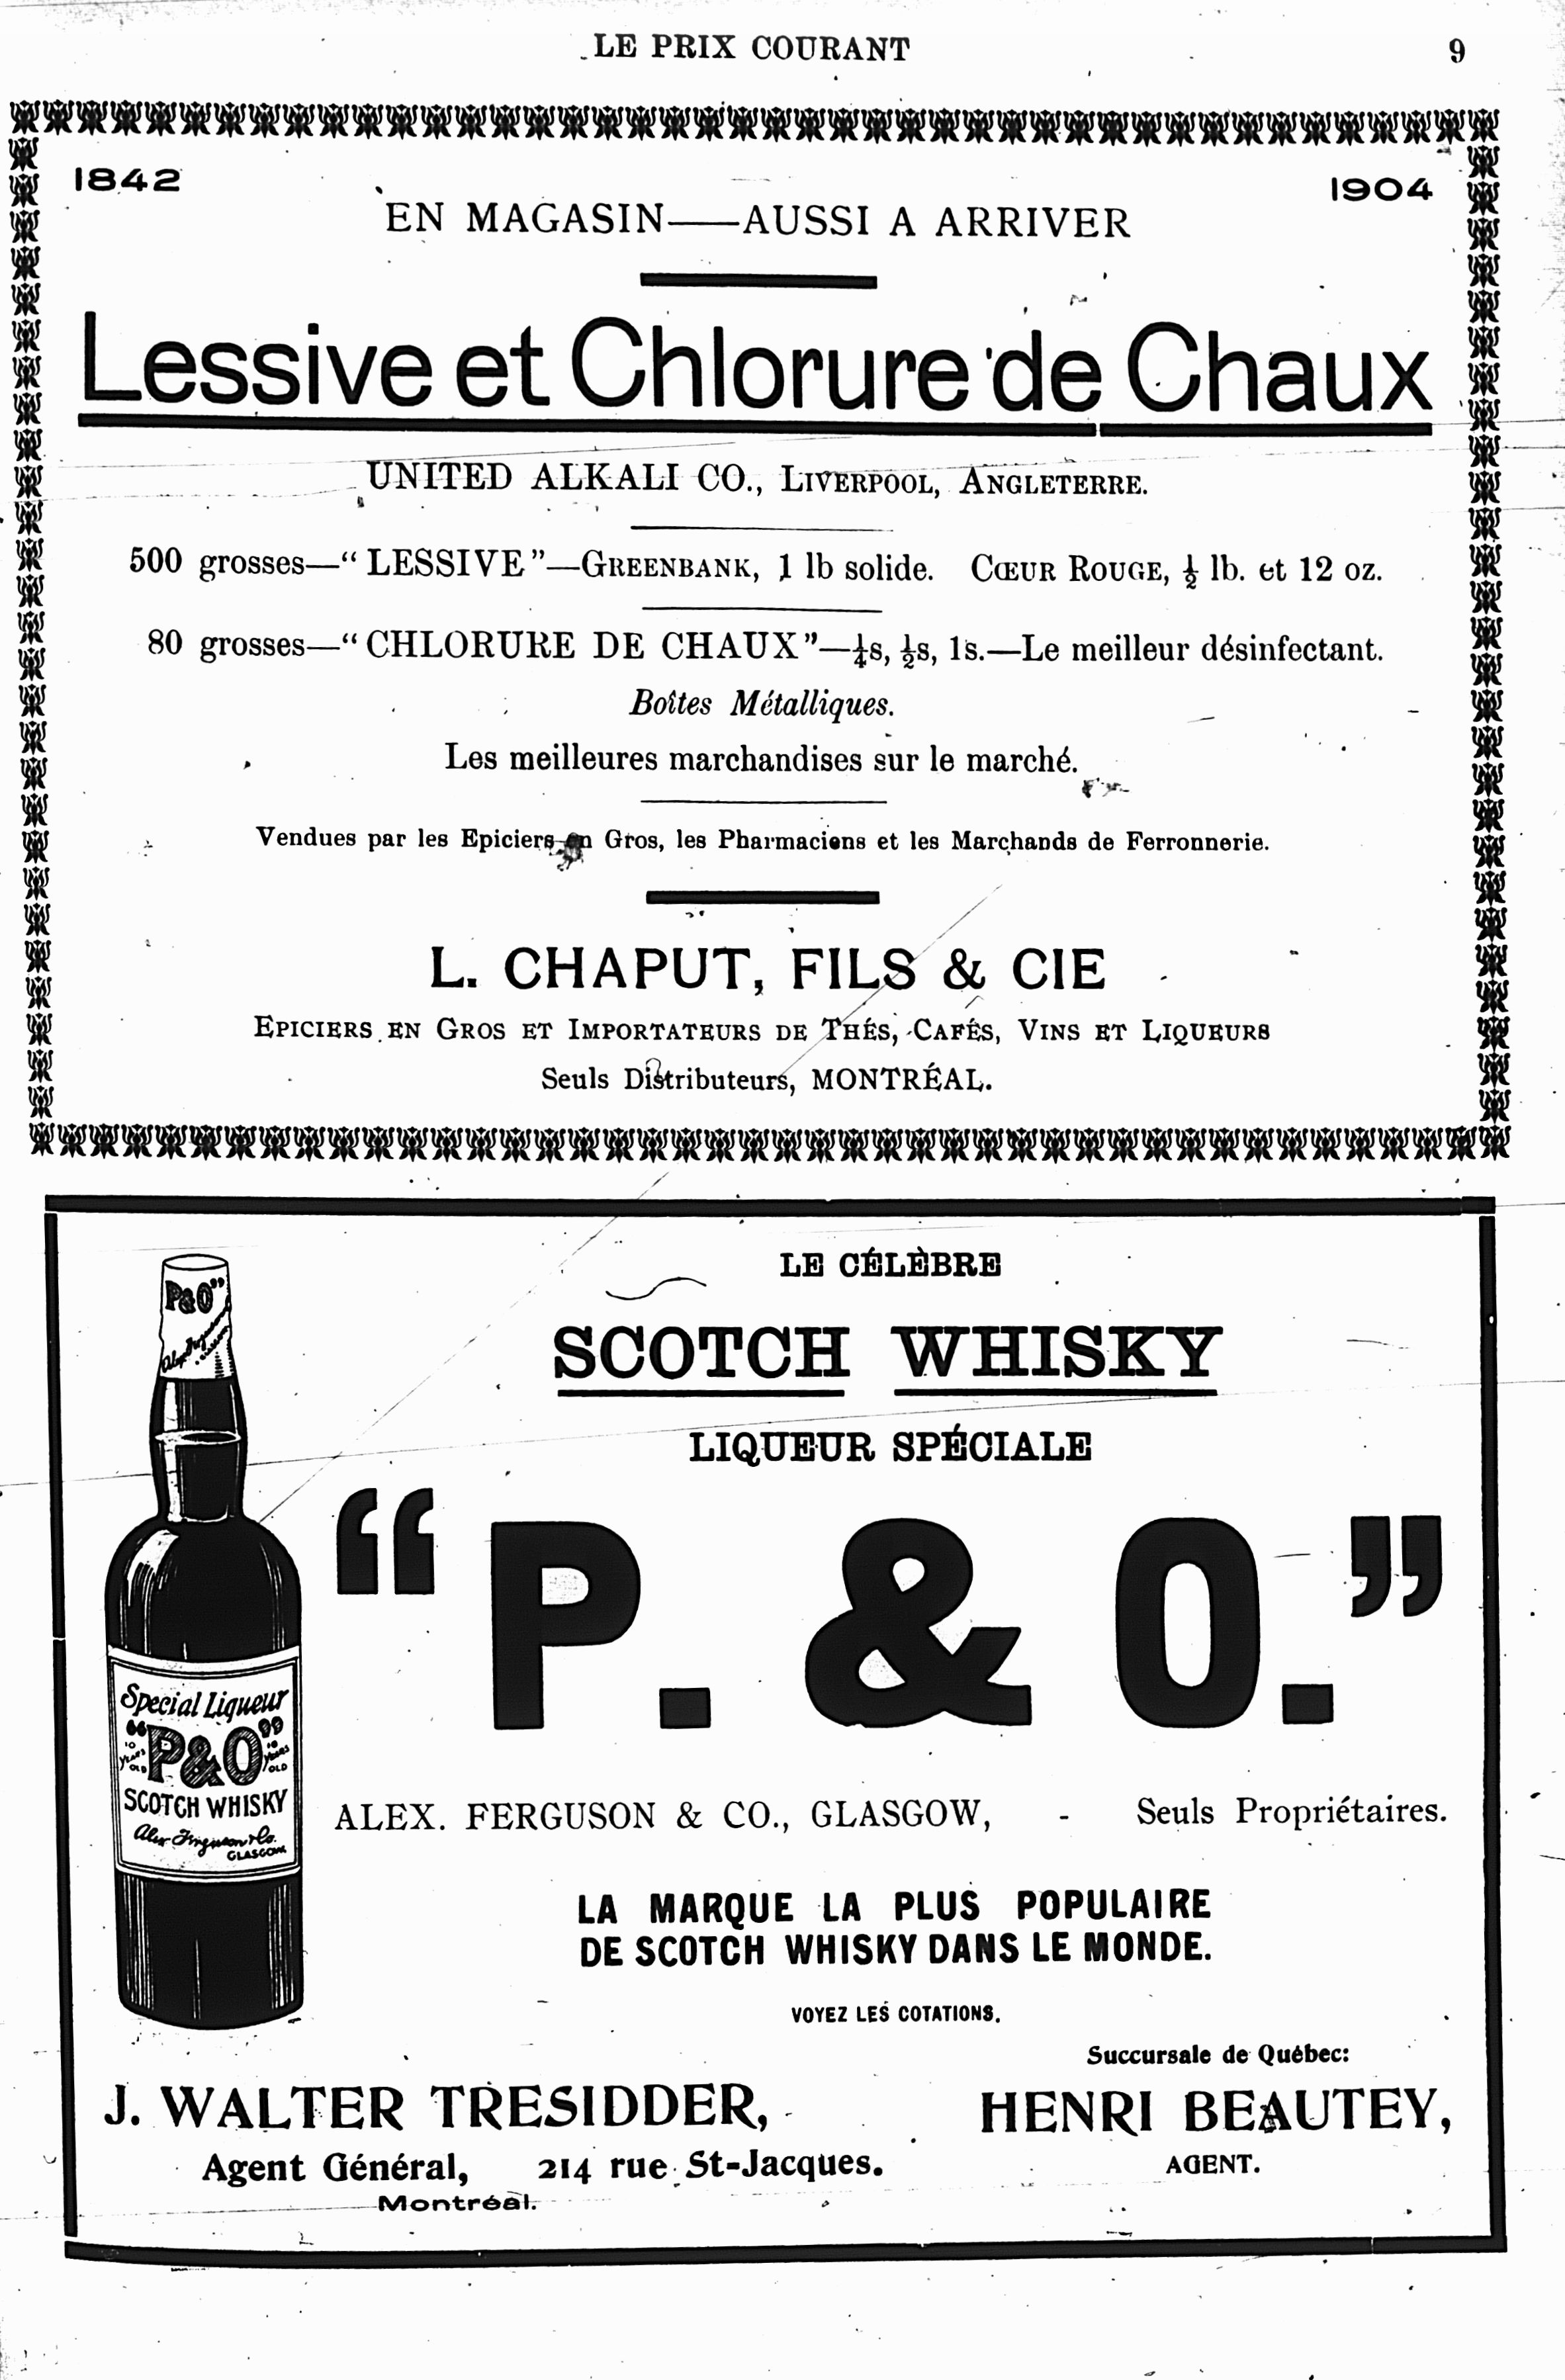 LE PRIX COURANT 9
1842 1904
EN MAGASIN——AUSSI A ARRIVER
Lessive et Chlorure de Chaux
UNITED ALKALI CO., LIVERPOOL, ANGLETERRE.
500 grosses—“LESSIVE”—GREENBANK, 1 lb solide. CŒUR ROUGE, ½ lb. et 12 oz.
80 grosses—“CHLORURE DE CHAUX”—¼s, ½s, 1s.—Le meilleur désinfectant.
Boîtes Métalliques.
Les meilleures marchandises sur le marché.
Vendues par les Epiciers en Gros, les Pharmaciens et les Marchands de Ferronnerie.
L. CHAPUT, FILS & CIE
EPICIERS EN GROS ET IMPORTATEURS DE THÉS, CAFÉS, VINS ET LIQUEURS
Seuls Distributeurs, MONTRÉAL.
LE CÉLÈBRE
SCOTCH WHISKY
LIQUEUR SPÉCIALE
“P. & O.”
P&O”
Alex Ferguson
Special Liqueur
“P&O”
10 YEARS OLD 10 YEARS OLD
SCOTCH WHISKY
Alex Ferguson & Co.
GLASGOW
ALEX. FERGUSON & CO., GLASGOW, - Seuls Propriétaires.
LA MARQUE LA PLUS POPULAIRE
DE SCOTCH WHISKY DANS LE MONDE.
VOYEZ LES COTATIONS.
J. WALTER TRESIDDER,
Agent Général, 214 rue St-Jacques.
Montréal.
Succursale de Québec:
HENRI BEAUTEY,
AGENT.